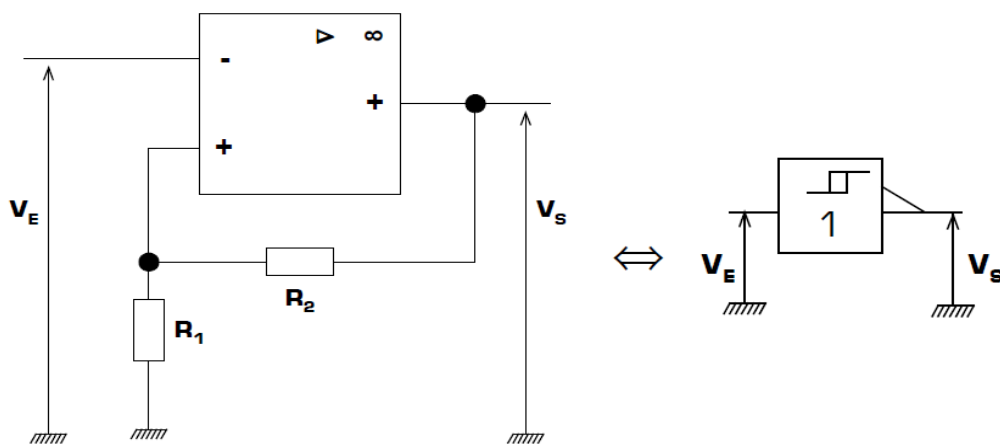 ▷ ∞
-
+
+
V_E
V_S
R_2
R_1
⇔
1
V_E
V_S